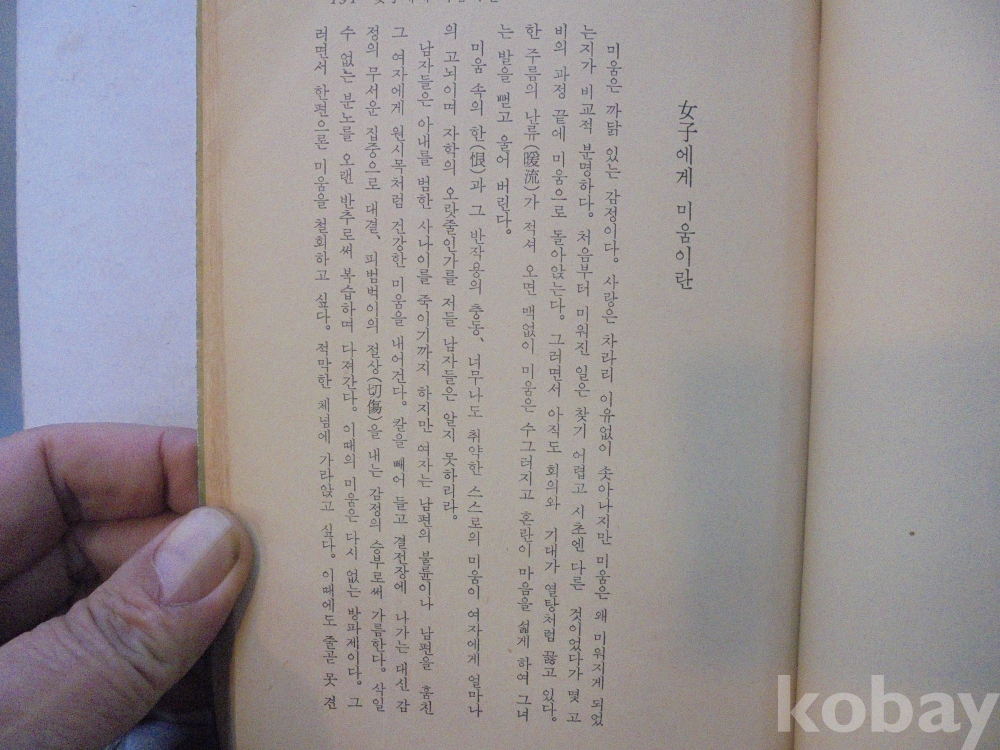 女子에게 미움이란
미움은 까닭 있는 감정이다. 사랑은 차라리 이유없이 솟아나지만 미움은 왜 미워지게 되었
는지가 비교적 분명하다. 처음부터 미워진 일은 찾기 어렵고 시초엔 다른 것이었다가 몇 고
비의 과정 끝에 미움으로 돌아앉는다. 그러면서 아직도 회의와 기대가 열탕처럼 끓고 있다.
한 주름의 난류(暖流)가 적셔 오면 맥없이 미움은 수그러지고 혼란이 마음을 섧게 하여 그녀
는 발을 뻗고 울어 버린다.
미움 속의 한(恨)과 그 반작용의 충동, 너무나도 취약한 스스로의 미움이 여자에게 얼마나
의 고뇌이며 자학의 오랏줄인가를 저들 남자들은 알지 못하리라.
남자들은 아내를 범한 사나이를 죽이기까지 하지만 여자는 남편의 불륜이나 남편을 훔친
그 여자에게 원시목처럼 건강한 미움을 내어건다. 칼을 빼어 들고 결전장에 나가는 대신 감
정의 무서운 집중으로 대결, 피범벅이의 절상(切傷)을 내는 감정의 승부로써 가름한다. 삭일
수 없는 분노를 오랜 반추로써 복습하며 다져간다. 이때의 미움은 다시 없는 방파제이다. 그
러면서 한편으론 미움을 철회하고 싶다. 적막한 체념에 가라앉고 싶다. 이때에도 줄곧 못 견
kobay